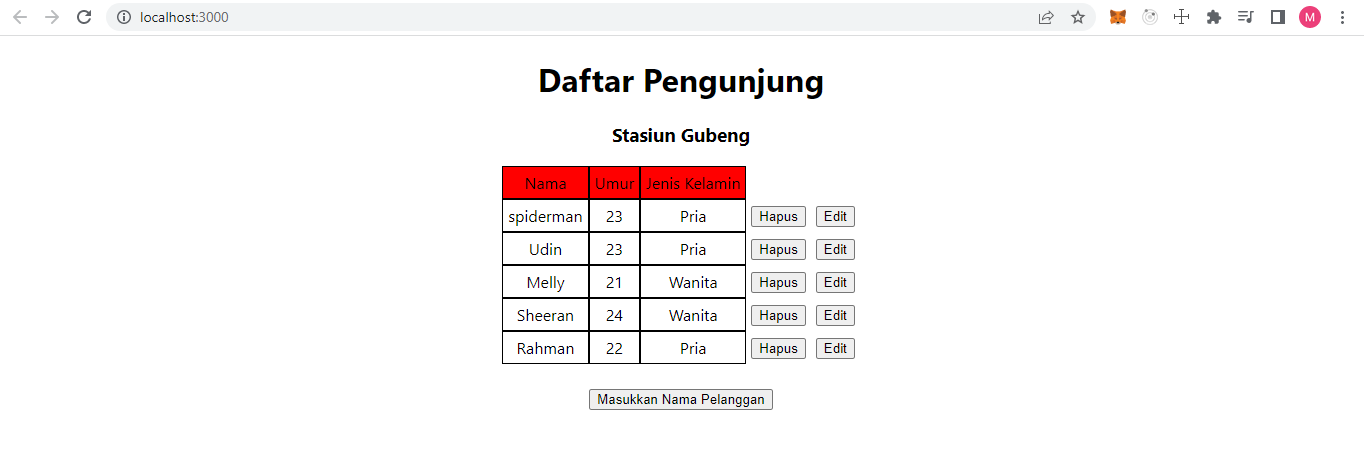 localhost:3000
M
Daftar Pengunjung
Stasiun Gubeng
Nama Umur Jenis Kelamin
spiderman 23 Pria Hapus Edit
Udin 23 Pria Hapus Edit
Melly 21 Wanita Hapus Edit
Sheeran 24 Wanita Hapus Edit
Rahman 22 Pria Hapus Edit
Masukkan Nama Pelanggan